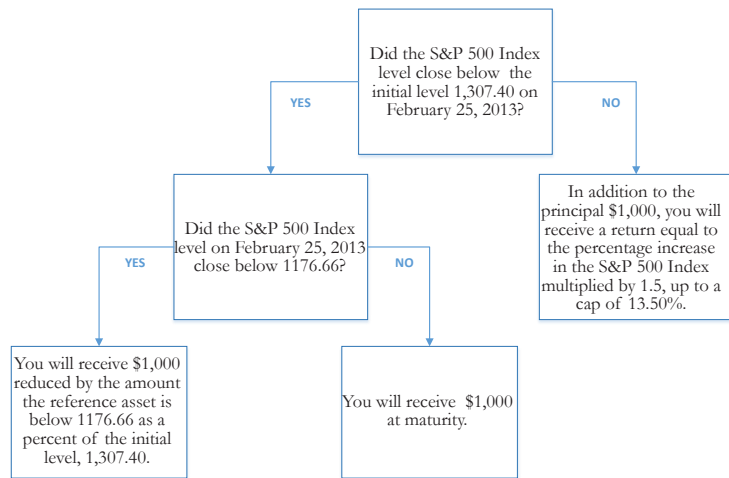 Did the S&P 500 Index
level close below the
initial level 1,307.40 on
February 25, 2013?
YES
NO
Did the S&P 500 Index
level on February 25, 2013
close below 1176.66?
In addition to the
principal $1,000, you will
receive a return equal to
the percentage increase
in the S&P 500 Index
multiplied by 1.5, up to a
cap of 13.50%.
YES
NO
You will receive $1,000
reduced by the amount
the reference asset is
below 1176.66 as a
percent of the initial
level, 1,307.40.
You will receive $1,000
at maturity.